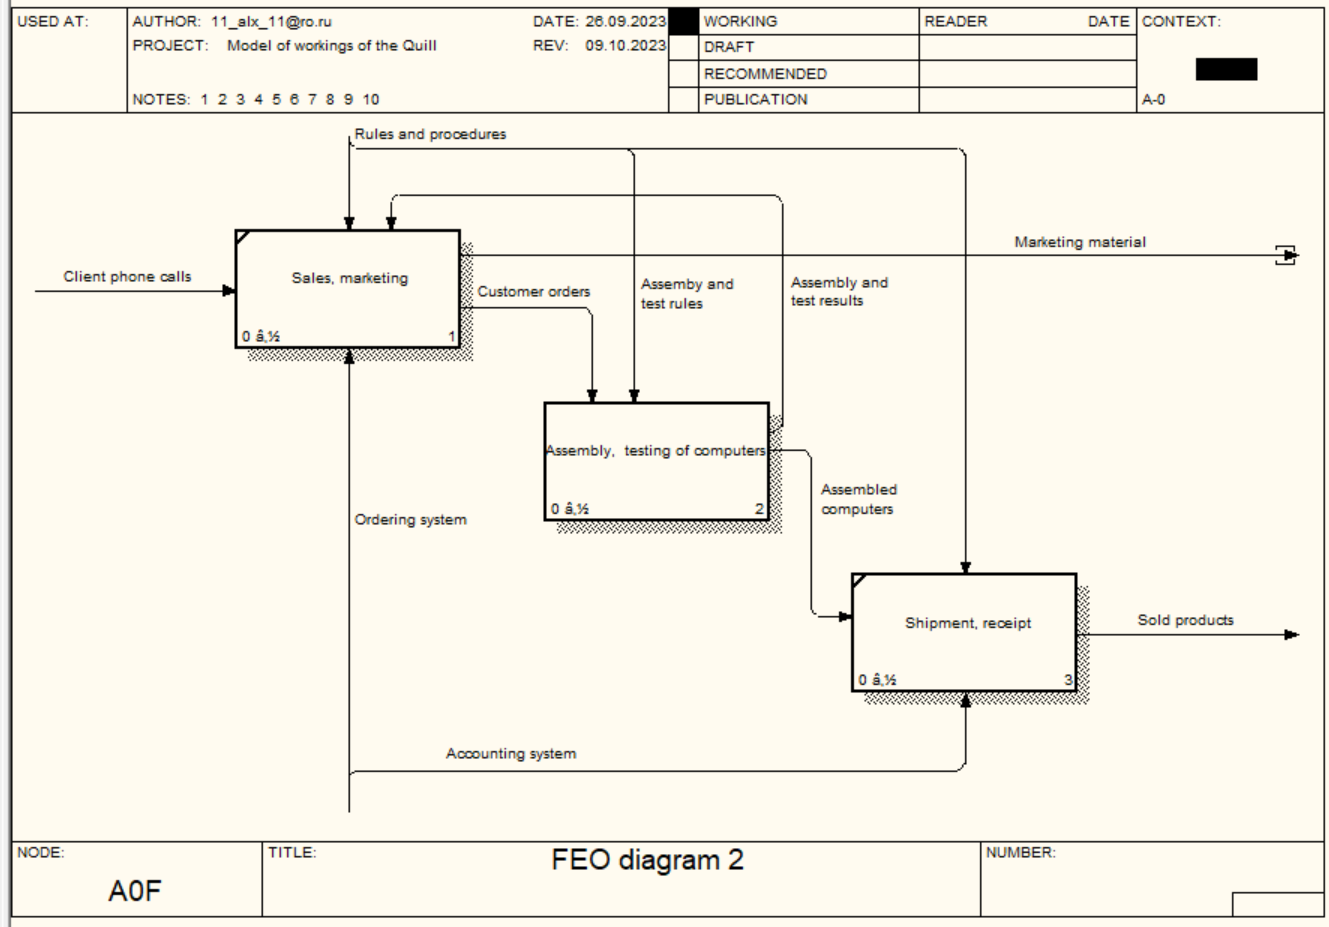 USED AT:
AUTHOR: 11_alx_11@ro.ru
DATE: 26.09.2023
PROJECT: Model of workings of the Quill
REV: 09.10.2023
NOTES: 1 2 3 4 5 6 7 8 9 10
WORKING
DRAFT
RECOMMENDED
PUBLICATION
READER
DATE
CONTEXT:
A-0
Rules and procedures
Marketing material
Client phone calls
Sales, marketing
0 â‚½
1
Customer orders
Assemby and
test rules
Assembly and
test results
Assembly, testing of computers
0 â‚½
2
Assembled
computers
Ordering system
Shipment, receipt
0 â‚½
3
Sold products
Accounting system
NODE:
A0F
TITLE:
FEO diagram 2
NUMBER: